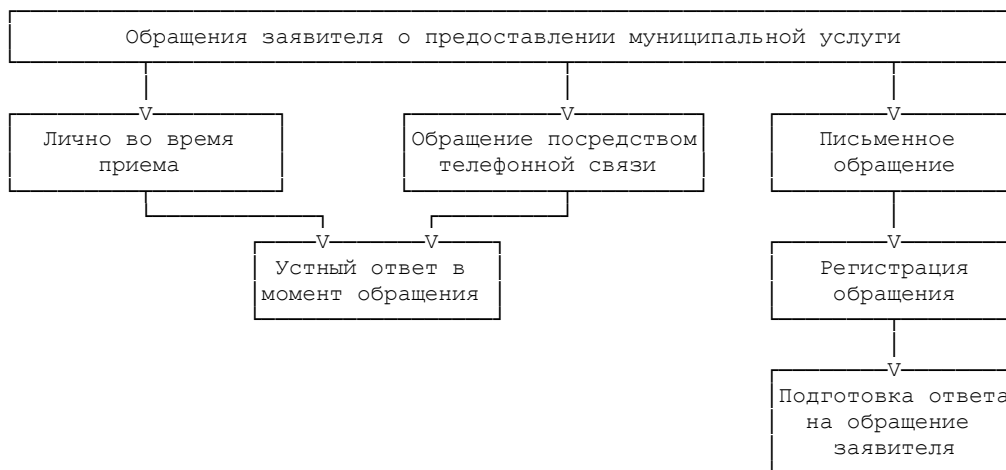 Обращения заявителя о предоставлении муниципальной услуги
Лично во время
приема
Обращение посредством
телефонной связи
Письменное
обращение
Устный ответ в
момент обращения
Регистрация
обращения
Подготовка ответа
на обращение
заявителя